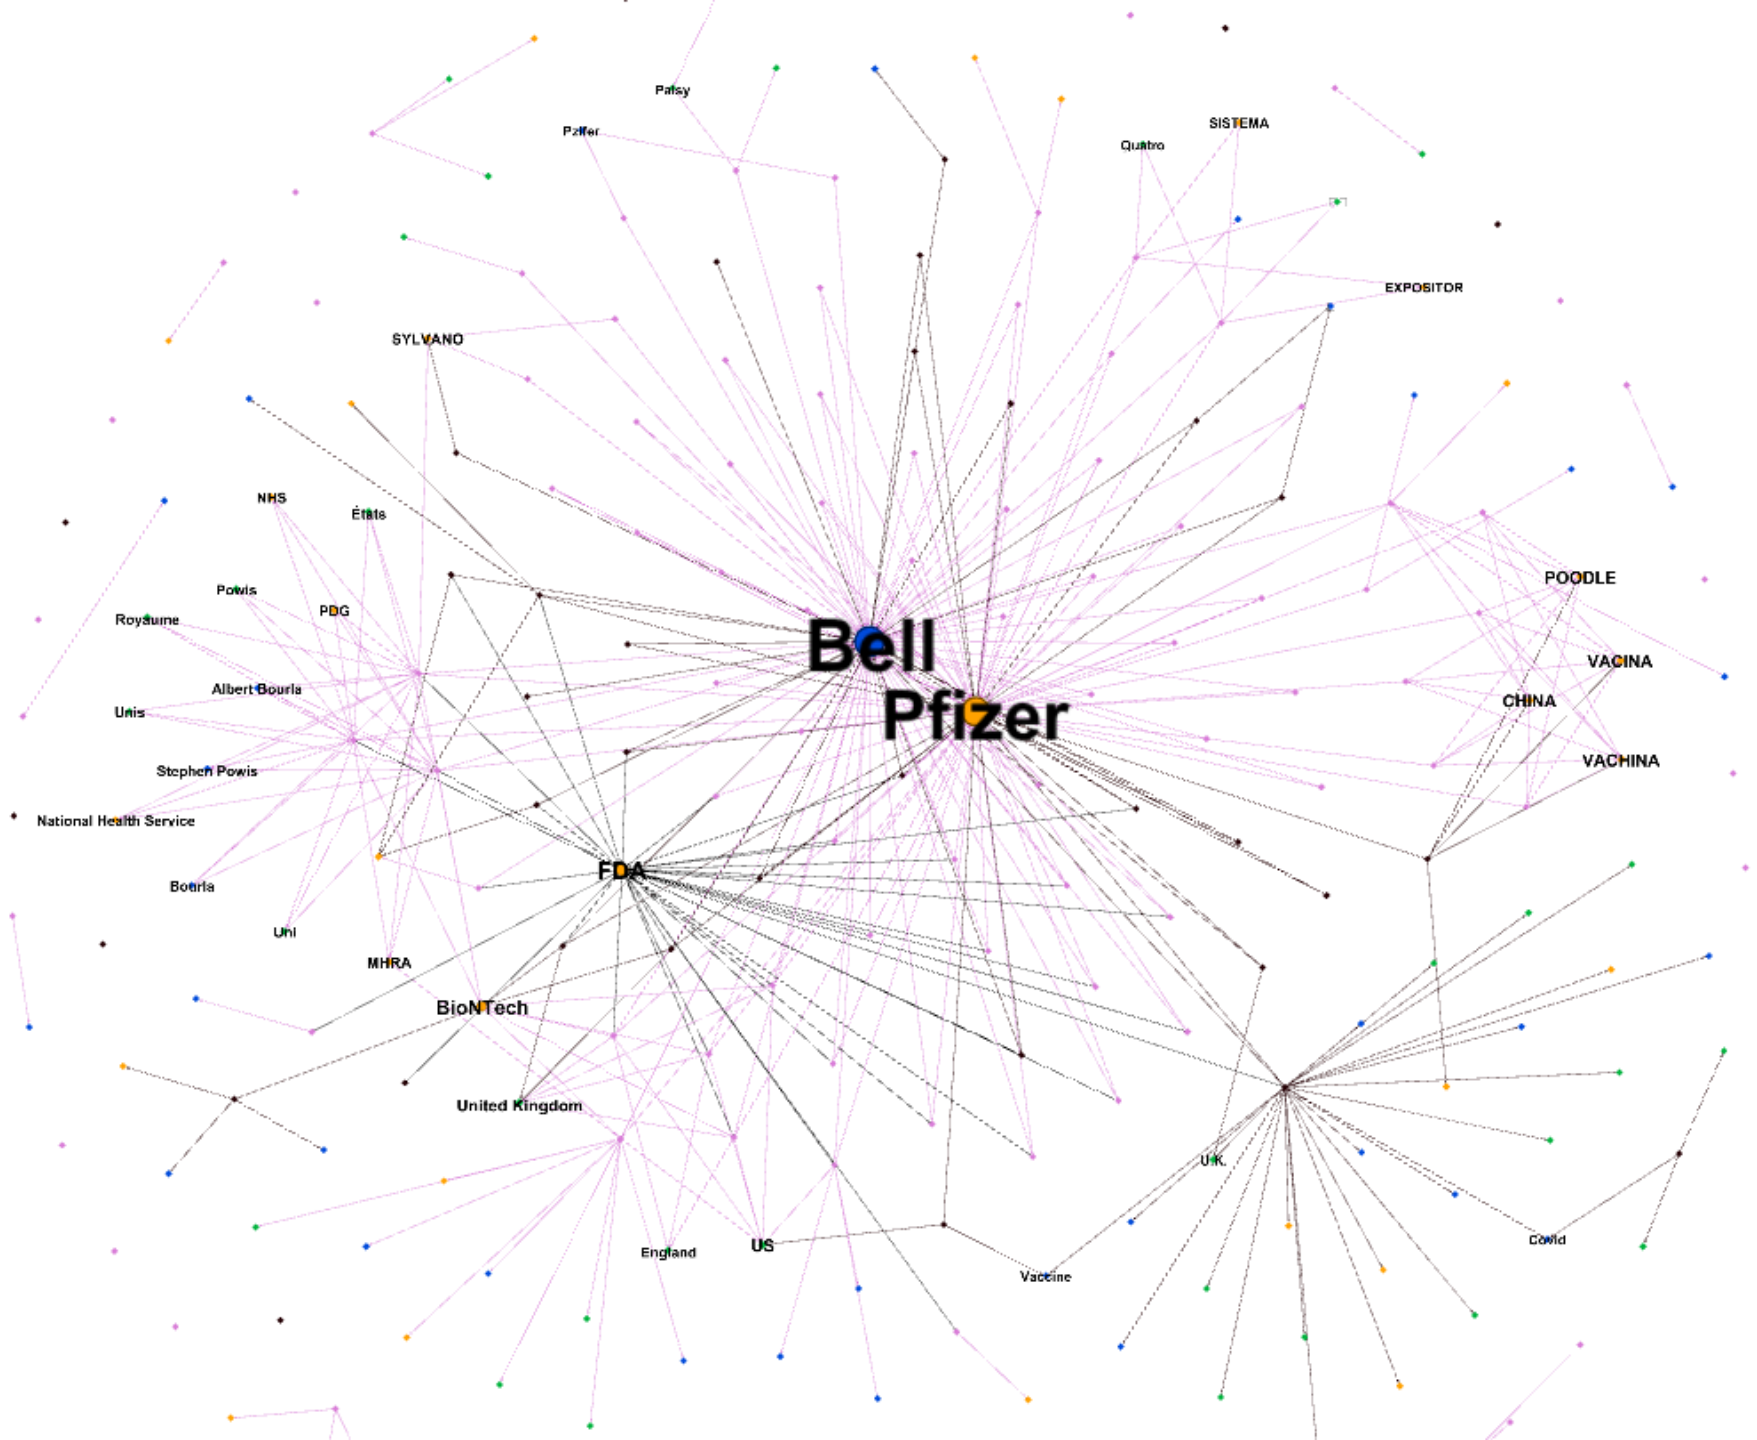 Palsy
Pzifer
SISTEMA
Quatro
EXPOSITOR
SYLVANO
NHS
États
POODLE
Powis
PDG
Royaume
Bell
VACINA
Albert Bourla
CHINA
Unis
Pfizer
VACHINA
Stephen Powis
National Health Service
FDA
Bourla
Uni
MHRA
BioNTech
United Kingdom
U.K.
Covid
England
US
Vaccine